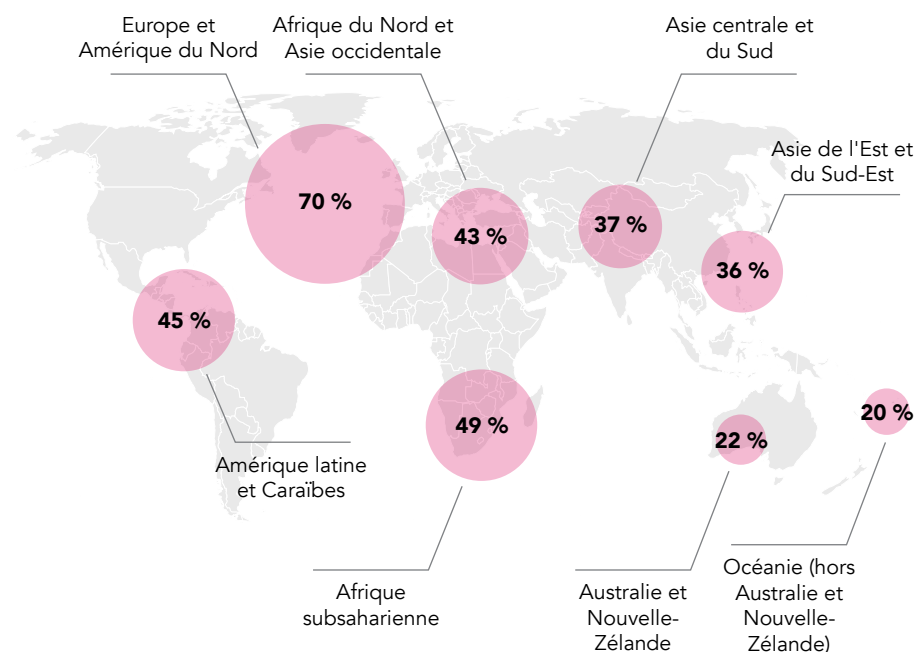 Europe et
Amérique du Nord
Afrique du Nord et
Asie occidentale
Asie centrale et
du Sud
Asie de l'Est et
du Sud-Est
70 %
43 %
37 %
36 %
45 %
49 %
22 %
20 %
Amérique latine
et Caraïbes
Afrique
subsaharienne
Australie et
Nouvelle-
Zélande
Océanie (hors
Australie et
Nouvelle-
Zélande)